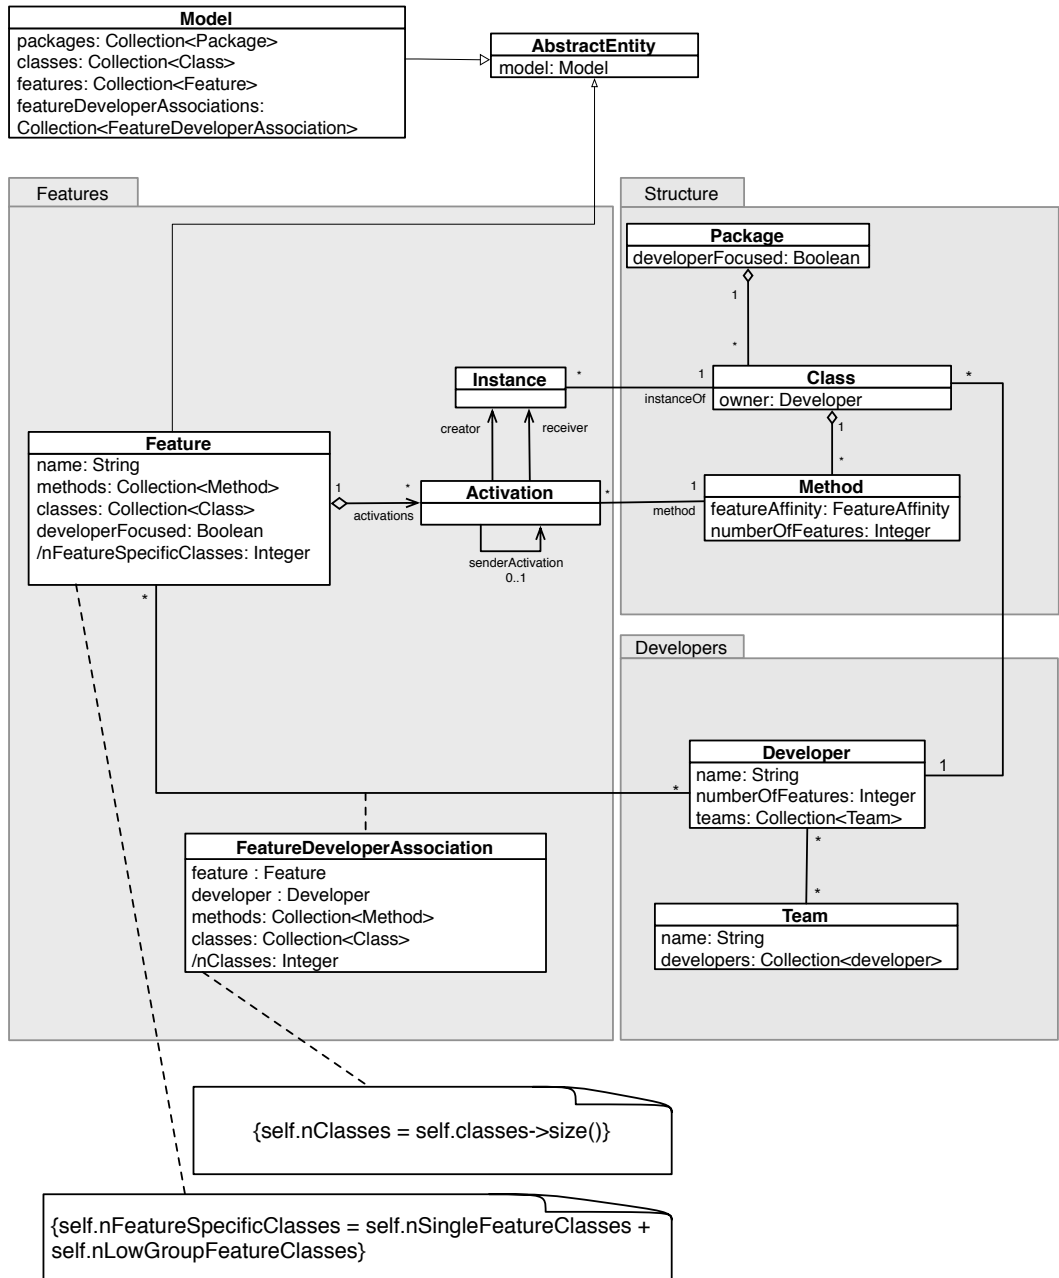 Model
packages: Collection<Package>
classes: Collection<Class>
features: Collection<Feature>
featureDeveloperAssociations:
Collection<FeatureDeveloperAssociation>
AbstractEntity
model: Model
Features
Structure
Package
developerFocused: Boolean
1
*
Instance
*
1
instanceOf
Class
owner: Developer
*
creator
receiver
1
*
Feature
name: String
methods: Collection<Method>
classes: Collection<Class>
developerFocused: Boolean
/nFeatureSpecificClasses: Integer
1
*
activations
Activation
*
1
method
Method
featureAffinity: FeatureAffinity
numberOfFeatures: Integer
senderActivation
0..1
*
Developers
Developer
name: String
numberOfFeatures: Integer
teams: Collection<Team>
1
*
*
*
FeatureDeveloperAssociation
feature : Feature
developer : Developer
methods: Collection<Method>
classes: Collection<Class>
/nClasses: Integer
Team
name: String
developers: Collection<developer>
{self.nClasses = self.classes->size()}
{self.nFeatureSpecificClasses = self.nSingleFeatureClasses +
self.nLowGroupFeatureClasses}